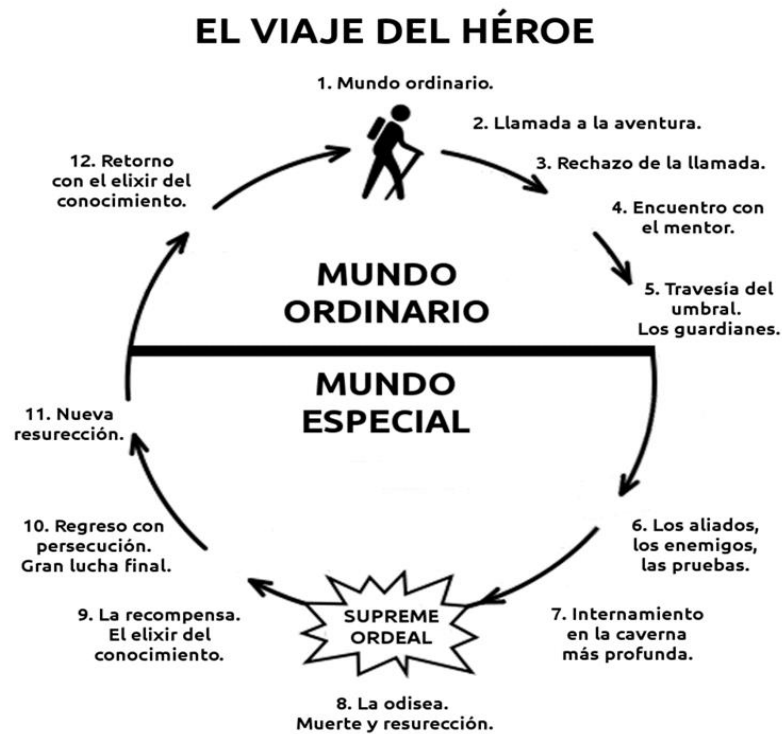 EL VIAJE DEL HÉROE
1. Mundo ordinario.
2. Llamada a la aventura.
3. Rechazo de la llamada.
4. Encuentro con
el mentor.
5. Travesía del
umbral.
Los guardianes.
MUNDO
ORDINARIO
MUNDO
ESPECIAL
6. Los aliados,
los enemigos,
las pruebas.
7. Internamiento
en la caverna
más profunda.
SUPREME
ORDEAL
8. La odisea.
Muerte y resurección.
9. La recompensa.
El elixir del
conocimiento.
10. Regreso con
persecución.
Gran lucha final.
11. Nueva
resurección.
12. Retorno
con el elixir del
conocimiento.